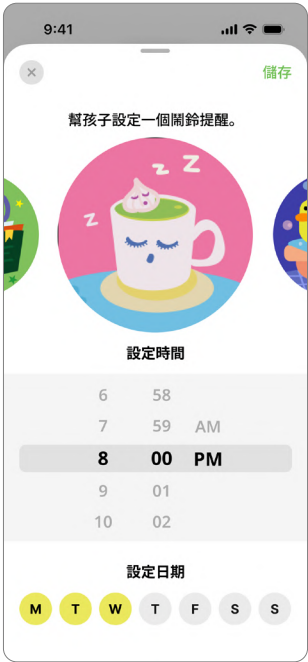 9:41
儲存
幫孩子設定一個鬧鈴提醒。
z Z
z
設定時間
6 58
7 59 AM
8 00 PM
9 01
10 02
設定日期
M T W T F S S